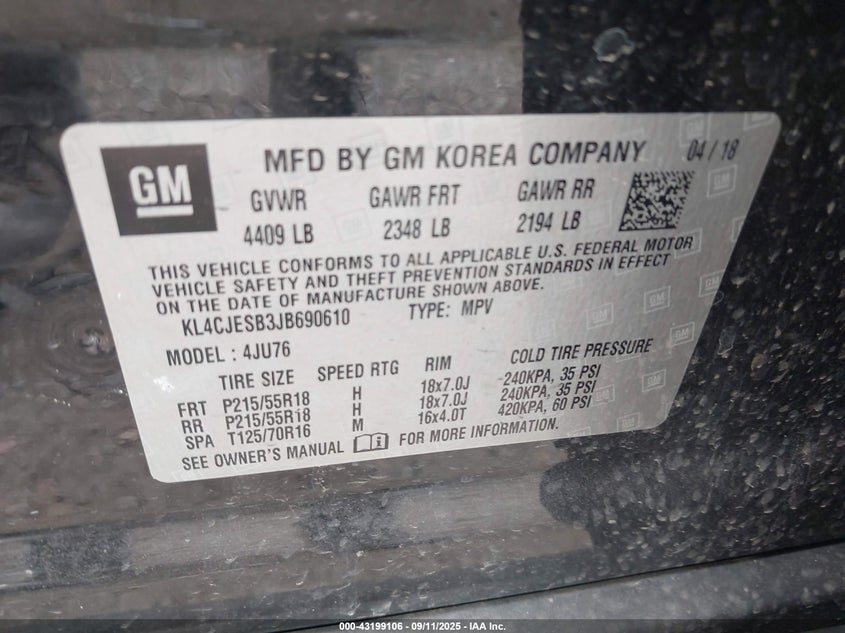 GM
MFD BY GM KOREA COMPANY 04 / 18
GVWR GAWR FRT GAWR RR
4409 LB 2348 LB 2194 LB
THIS VEHICLE CONFORMS TO ALL APPLICABLE U.S. FEDERAL MOTOR
VEHICLE SAFETY AND THEFT PREVENTION STANDARDS IN EFFECT
ON THE DATE OF MANUFACTURE SHOWN ABOVE.
KL4CJESB3JB690610 TYPE: MPV
MODEL : 4JU76
TIRE SIZE SPEED RTG RIM COLD TIRE PRESSURE
FRT P215/55R18 H 18x7.0J 240KPA, 35 PSI
RR P215/55R18 H 18x7.0J 240KPA, 35 PSI
SPA T125/70R16 M 16x4.0T 420KPA, 60 PSI
SEE OWNER'S MANUAL FOR MORE INFORMATION.
000-43199106 - 09/11/2025 - IAA Inc.